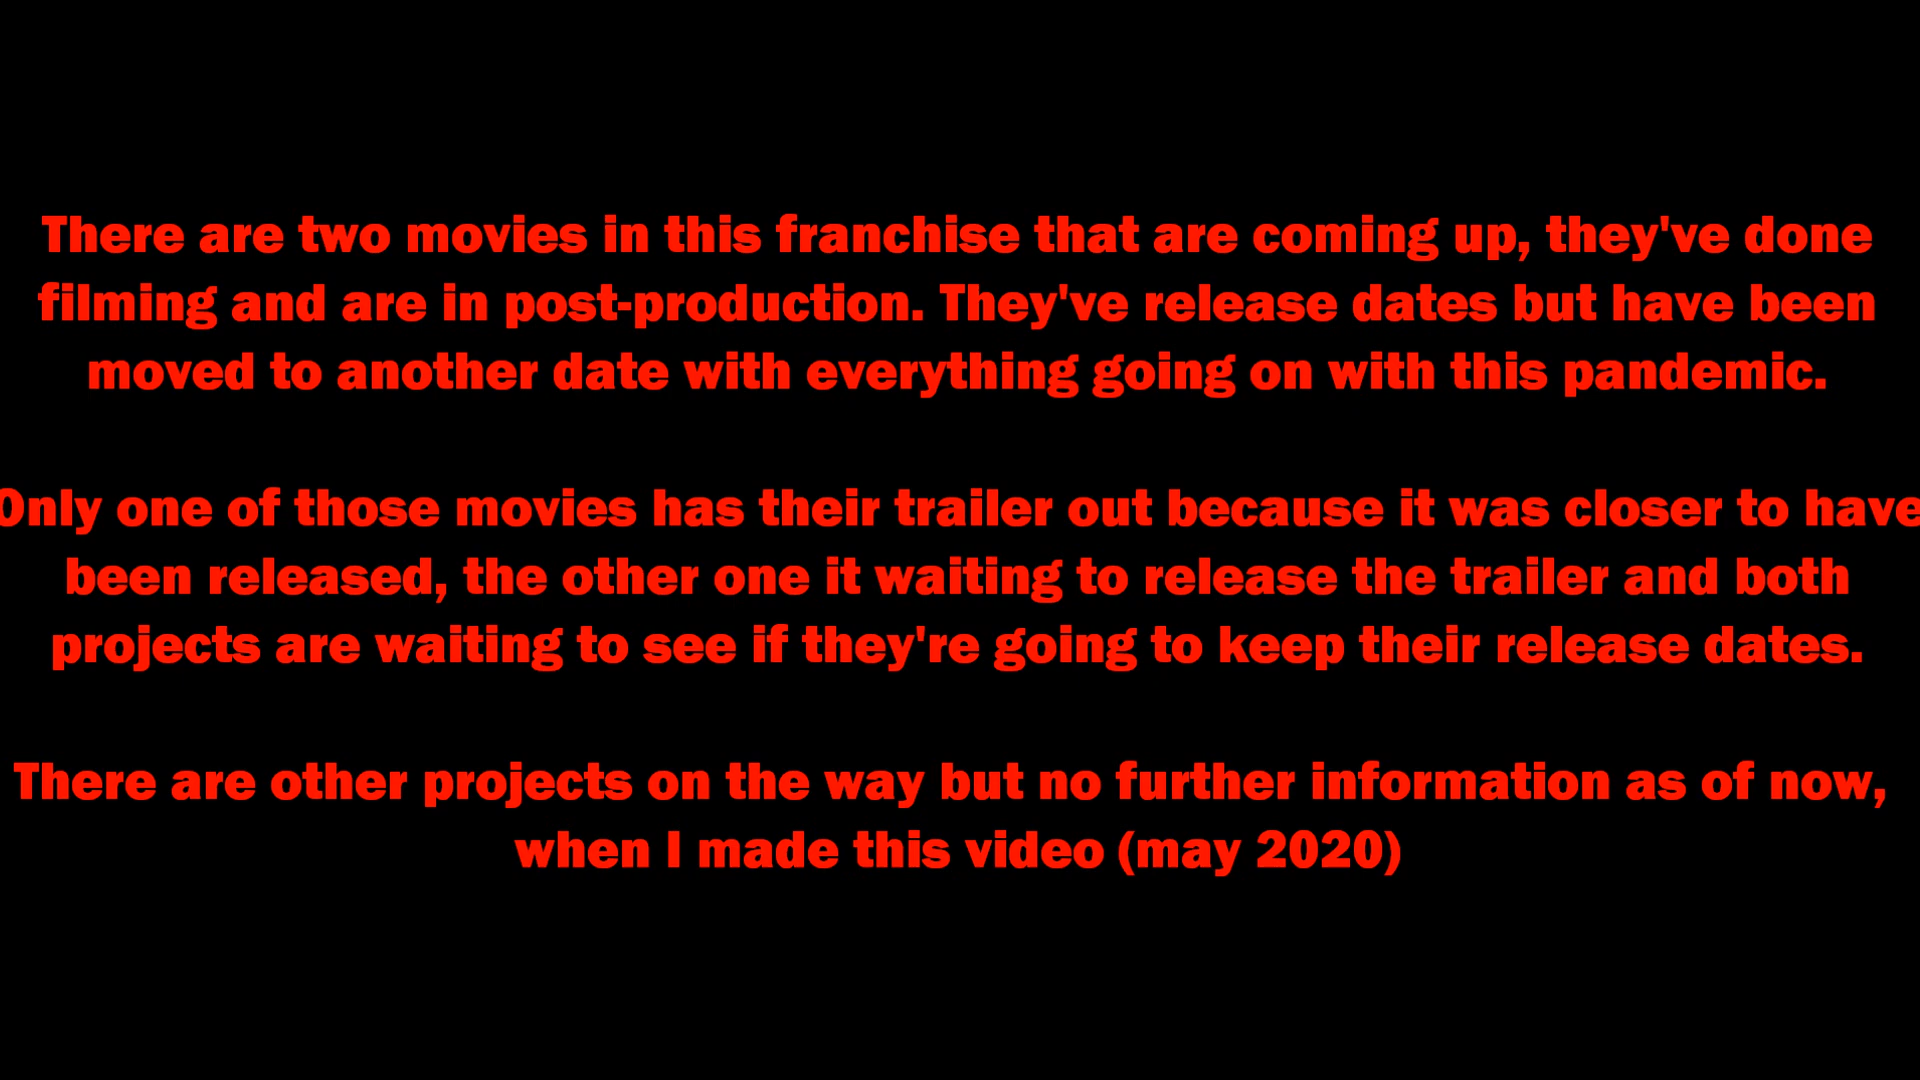 There are two movies in this franchise that are coming up, they've done
filming and are in post-production. They've release dates but have been
moved to another date with everything going on with this pandemic.
Only one of those movies has their trailer out because it was closer to have
been released, the other one it waiting to release the trailer and both
projects are waiting to see if they're going to keep their release dates.
There are other projects on the way but no further information as of now,
when I made this video (may 2020)